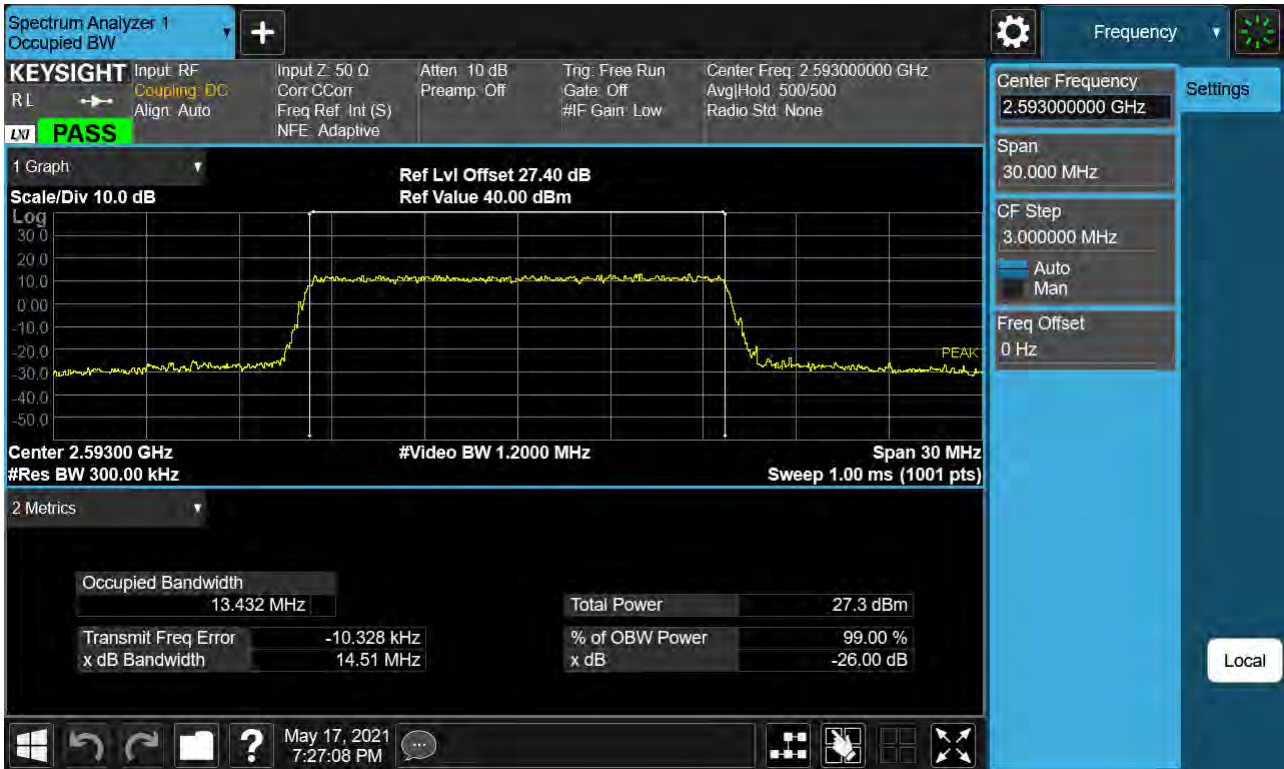 Spectrum Analyzer 1
Occupied BW
+
Frequency
KEYSIGHT
R L
LXI
PASS
Input: RF
Coupling: DC
Align: Auto
Input Z: 50 Ω
Corr CCorr
Freq Ref: Int (S)
NFE: Adaptive
Atten: 10 dB
Preamp: Off
Trig: Free Run
Gate: Off
#IF Gain: Low
Center Freq: 2.593000000 GHz
Avg|Hold: 500/500
Radio Std: None
Center Frequency
2.593000000 GHz
Settings
Span
30.000 MHz
CF Step
3.000000 MHz
Auto
Man
Freq Offset
0 Hz
Local
1 Graph
Scale/Div 10.0 dB
Ref Lvl Offset 27.40 dB
Ref Value 40.00 dBm
Log
30.0
20.0
10.0
0.00
-10.0
-20.0
-30.0
-40.0
-50.0
PEAK
Center 2.59300 GHz
#Res BW 300.00 kHz
#Video BW 1.2000 MHz
Span 30 MHz
Sweep 1.00 ms (1001 pts)
2 Metrics
Occupied Bandwidth
13.432 MHz
Transmit Freq Error -10.328 kHz
x dB Bandwidth 14.51 MHz
Total Power 27.3 dBm
% of OBW Power 99.00 %
x dB -26.00 dB
?
May 17, 2021
7:27:08 PM